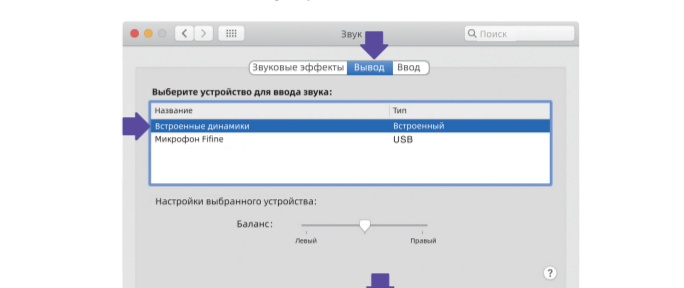 Звук
Поиск
Звуковые эффекты Вывод Ввод
Выберите устройство для ввода звука:
Название Тип
Встроенные динамики Встроенный
Микрофон Fifine USB
Настройки выбранного устройства:
Баланс:
Левый Правый
?